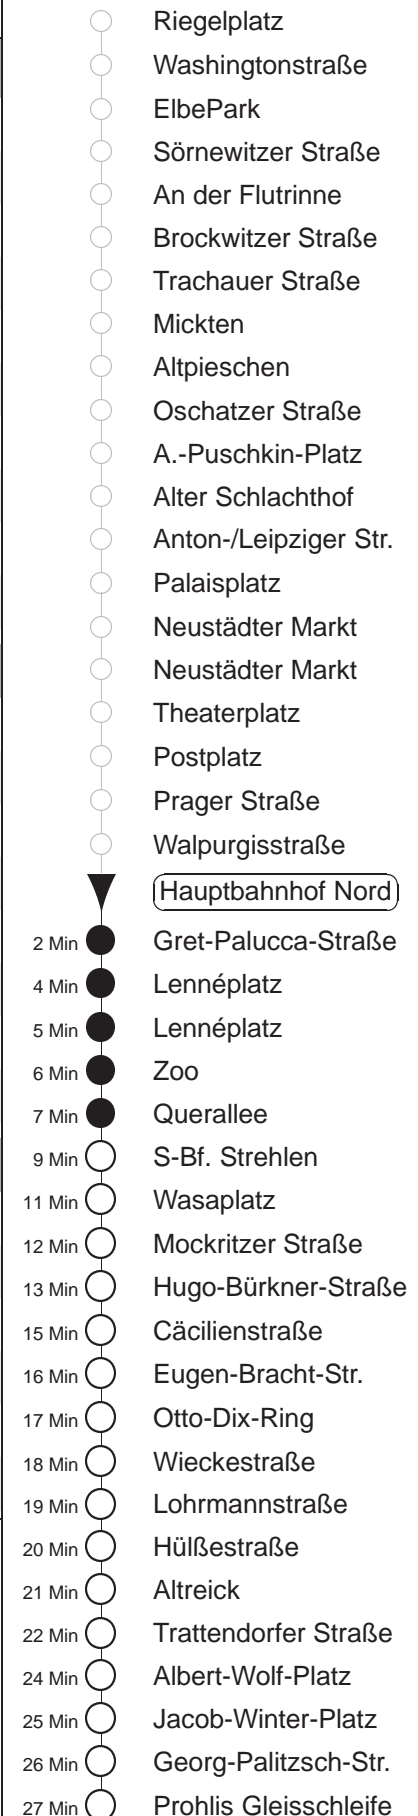 Riegelplatz
Washingtonstraße
ElbePark
Sörnewitzer Straße
An der Flutrinne
Brockwitzer Straße
Trachauer Straße
Mickten
Altpieschen
Oschatzer Straße
A.-Puschkin-Platz
Alter Schlachthof
Anton-/Leipziger Str.
Palaisplatz
Neustädter Markt
Neustädter Markt
Theaterplatz
Postplatz
Prager Straße
Walpurgisstraße
Hauptbahnhof Nord
2 Min Gret-Palucca-Straße
4 Min Lennéplatz
5 Min Lennéplatz
6 Min Zoo
7 Min Querallee
9 Min S-Bf. Strehlen
11 Min Wasaplatz
12 Min Mockritzer Straße
13 Min Hugo-Bürkner-Straße
15 Min Cäcilienstraße
16 Min Eugen-Bracht-Str.
17 Min Otto-Dix-Ring
18 Min Wieckestraße
19 Min Lohrmannstraße
20 Min Hülßestraße
21 Min Altreick
22 Min Trattendorfer Straße
24 Min Albert-Wolf-Platz
25 Min Jacob-Winter-Platz
26 Min Georg-Palitzsch-Str.
27 Min Prohlis Gleisschleife